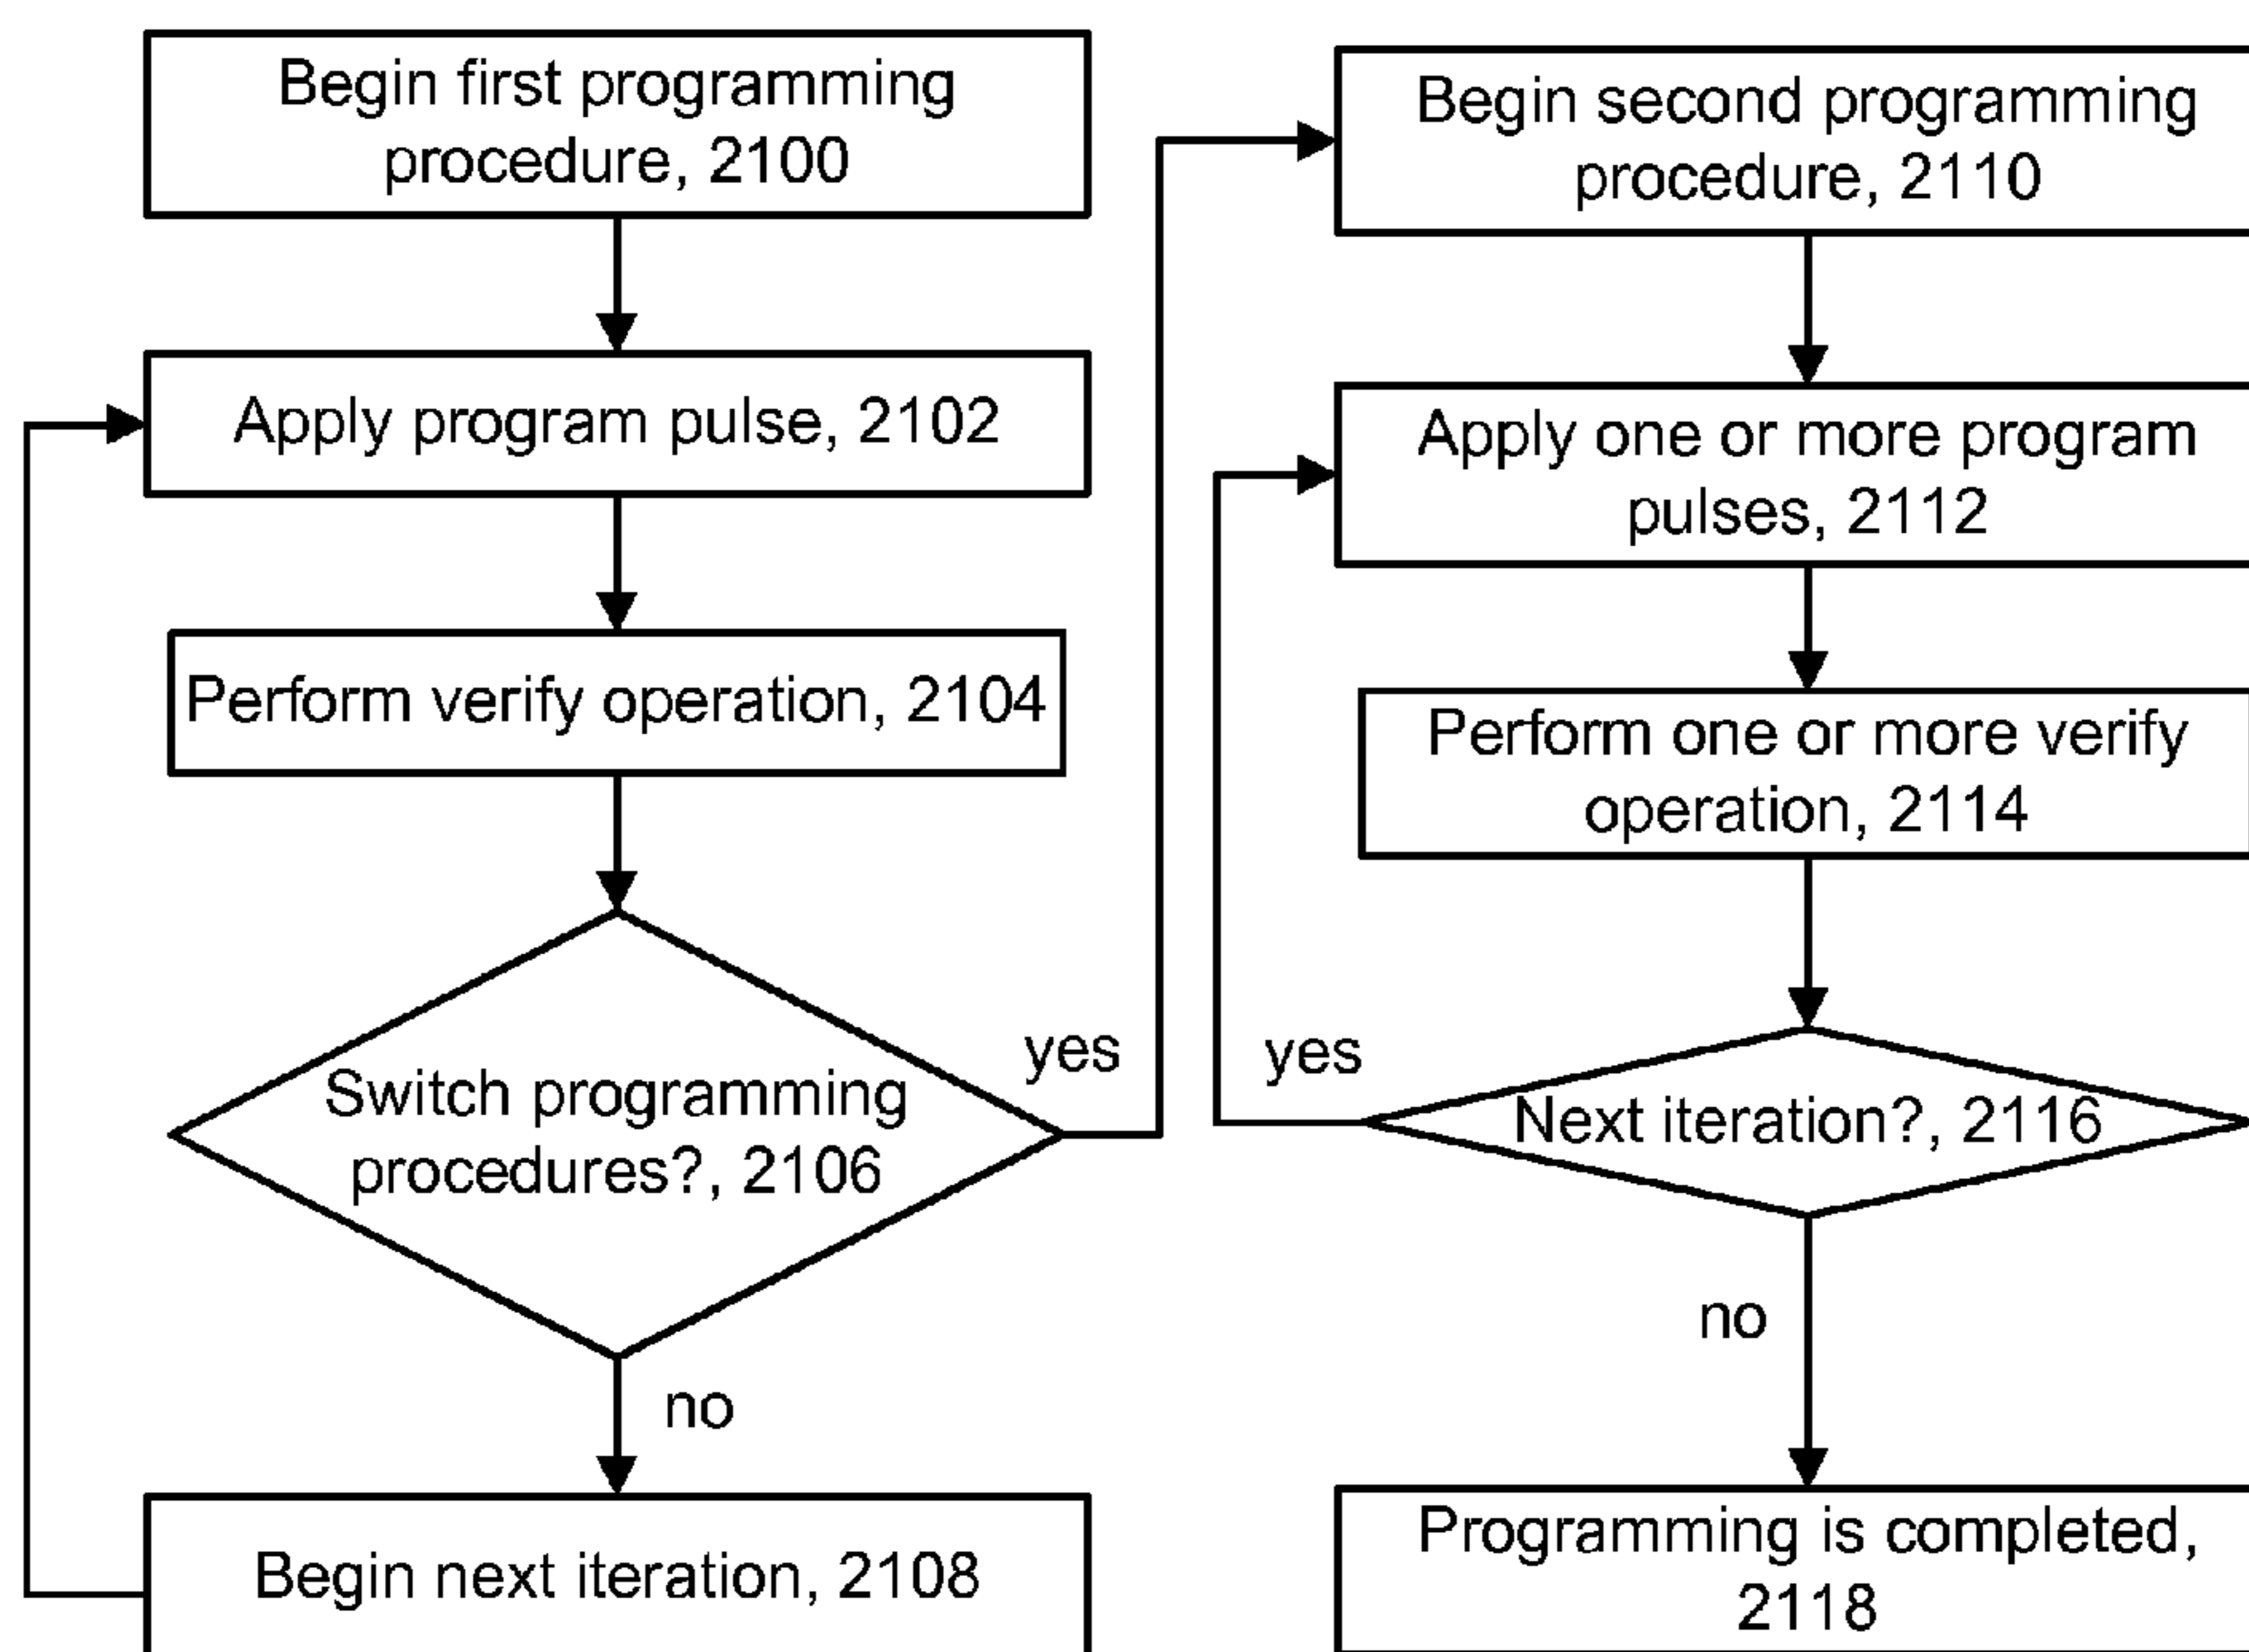 Begin first programming
procedure, 2100
Apply program pulse, 2102
Perform verify operation, 2104
Switch programming
procedures?, 2106
yes
no
Begin next iteration, 2108
Begin second programming
procedure, 2110
Apply one or more program
pulses, 2112
Perform one or more verify
operation, 2114
Next iteration?, 2116
yes
no
Programming is completed,
2118